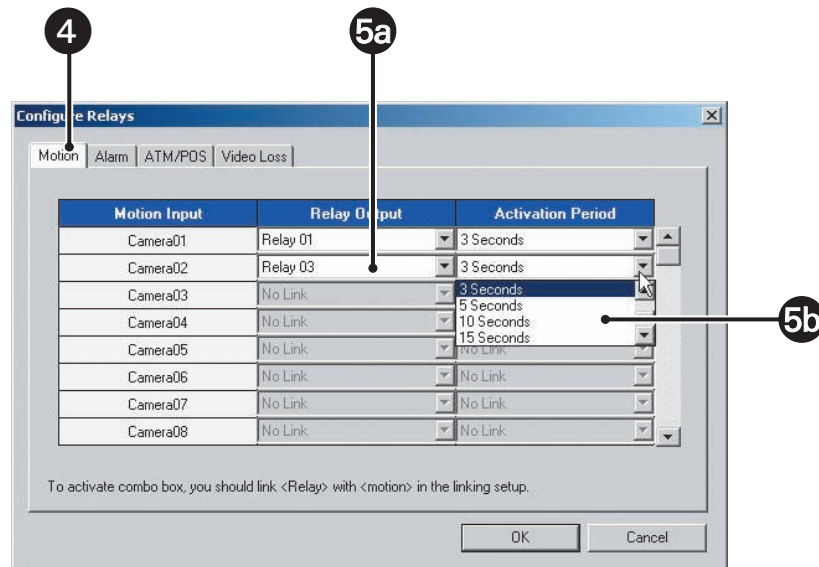 4 5a
Configure Relays
Motion Alarm ATM/POS Video Loss
Motion Input Relay Output Activation Period
Camera01 Relay 01 3 Seconds
Camera02 Relay 03 3 Seconds
Camera03 No Link 3 Seconds
5 Seconds
Camera04 No Link 10 Seconds
15 Seconds
5b
Camera05 No Link No Link
Camera06 No Link No Link
Camera07 No Link No Link
Camera08 No Link No Link
To activate combo box, you should link <Relay> with <motion> in the linking setup.
OK Cancel